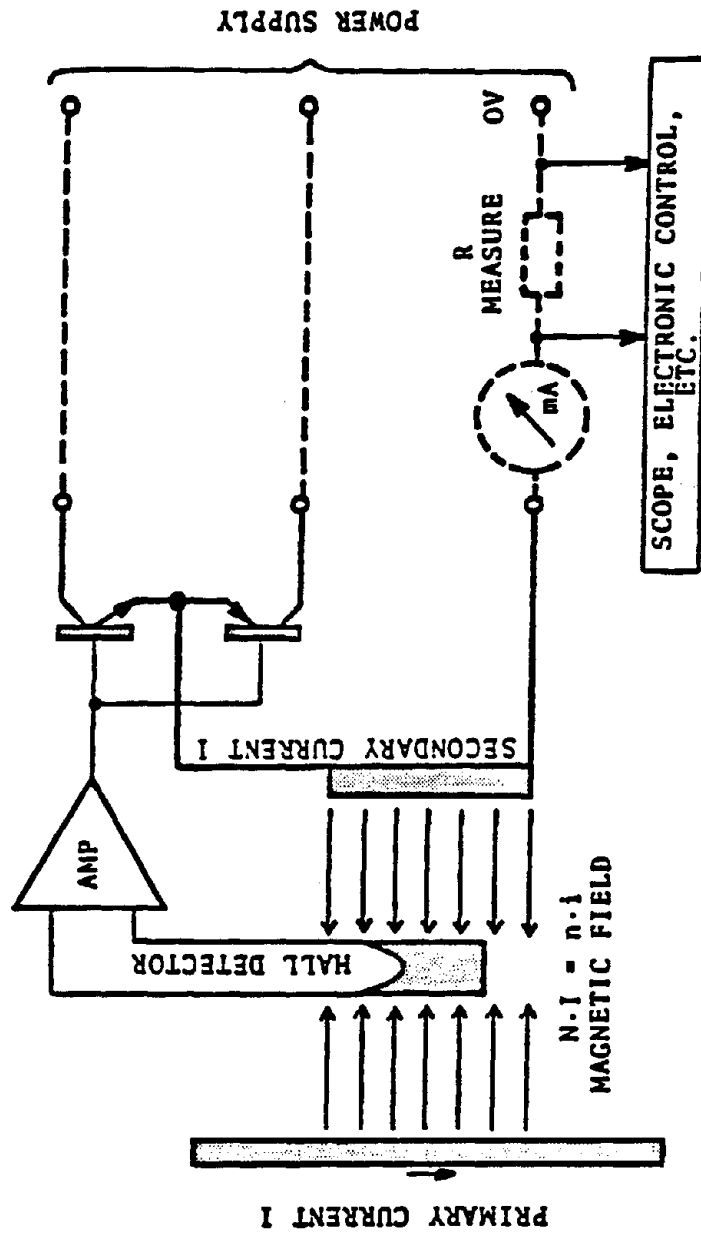 POWER SUPPLY
0V
R
MEASURE
mA
SCOPE, ELECTRONIC CONTROL,
ETC.
AMP
SECONDARY CURRENT I
HALL DETECTOR
N·I = n·i
MAGNETIC FIELD
PRIMARY CURRENT I